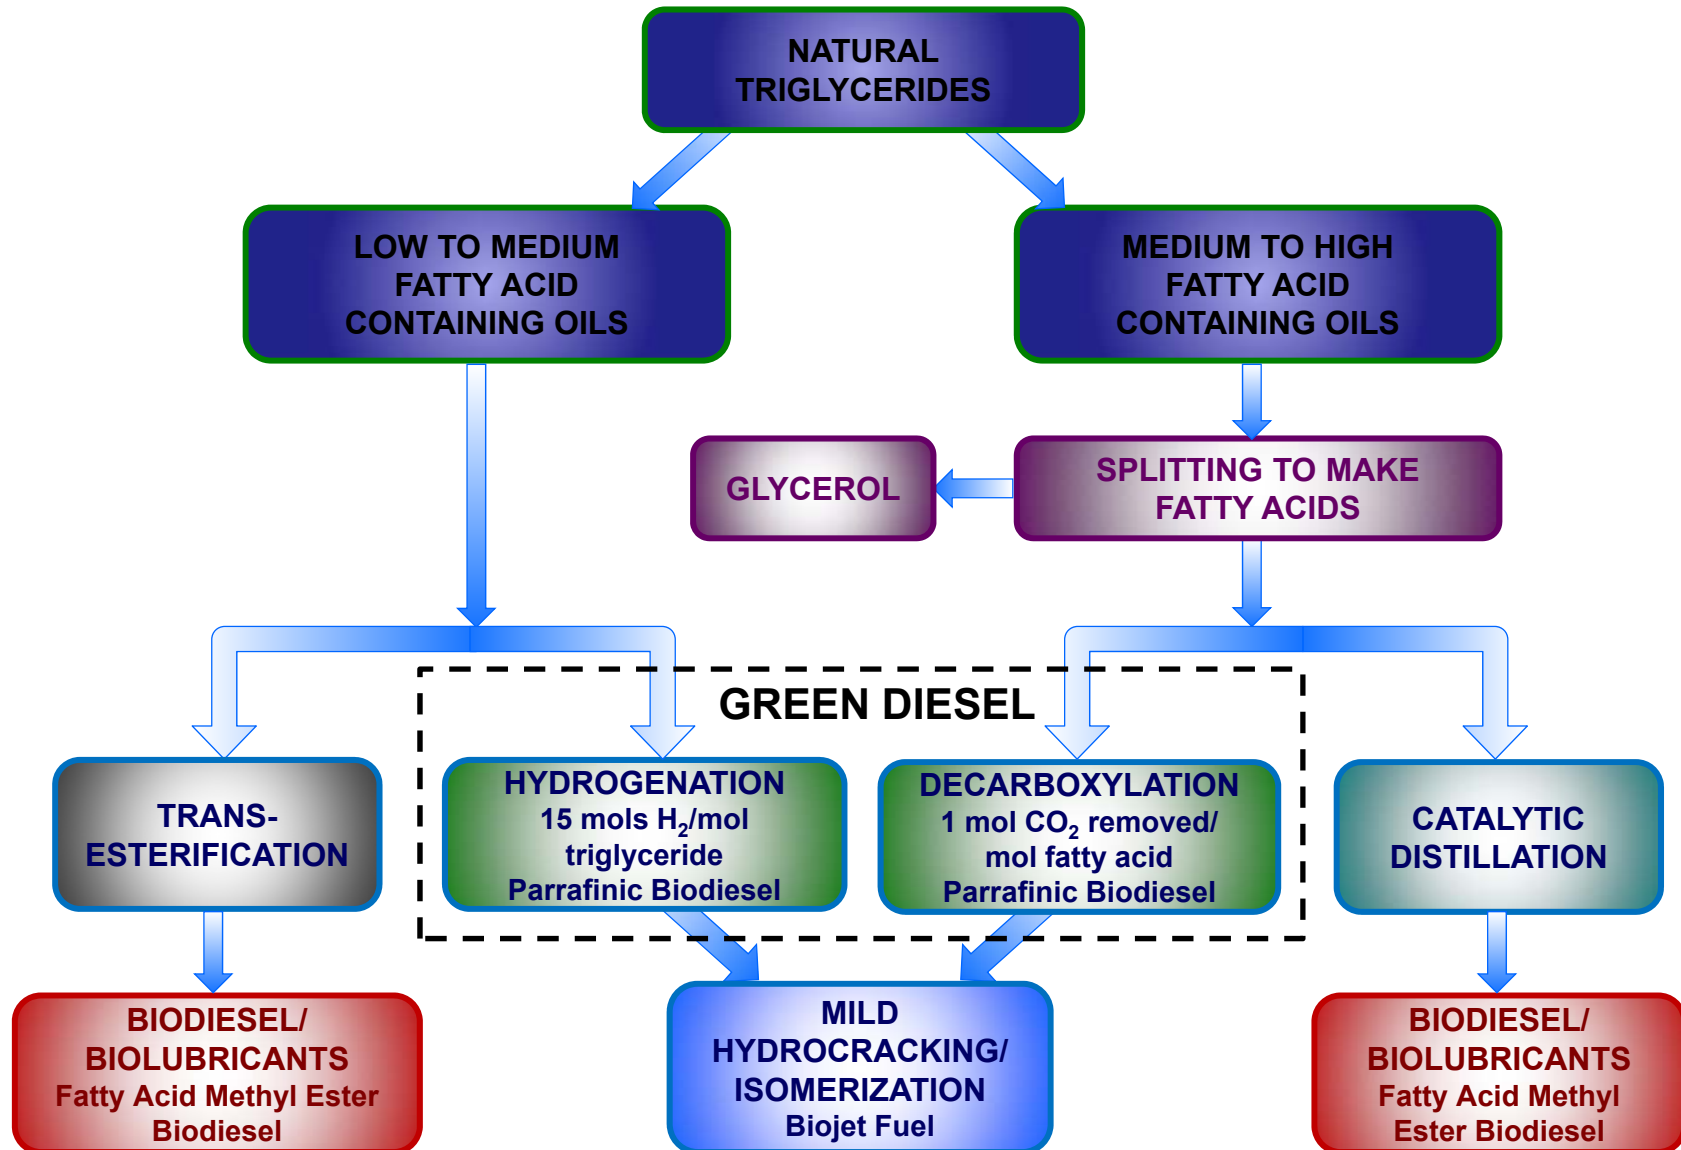 NATURAL
TRIGLYCERIDES
LOW TO MEDIUM
FATTY ACID
CONTAINING OILS
MEDIUM TO HIGH
FATTY ACID
CONTAINING OILS
GLYCEROL
SPLITTING TO MAKE
FATTY ACIDS
GREEN DIESEL
TRANS-
ESTERIFICATION
HYDROGENATION
15 mols H₂/mol
triglyceride
Parrafinic Biodiesel
DECARBOXYLATION
1 mol CO₂ removed/
mol fatty acid
Parrafinic Biodiesel
CATALYTIC
DISTILLATION
BIODIESEL/
BIOLUBRICANTS
Fatty Acid Methyl Ester
Biodiesel
MILD
HYDROCRACKING/
ISOMERIZATION
Biojet Fuel
BIODIESEL/
BIOLUBRICANTS
Fatty Acid Methyl
Ester Biodiesel